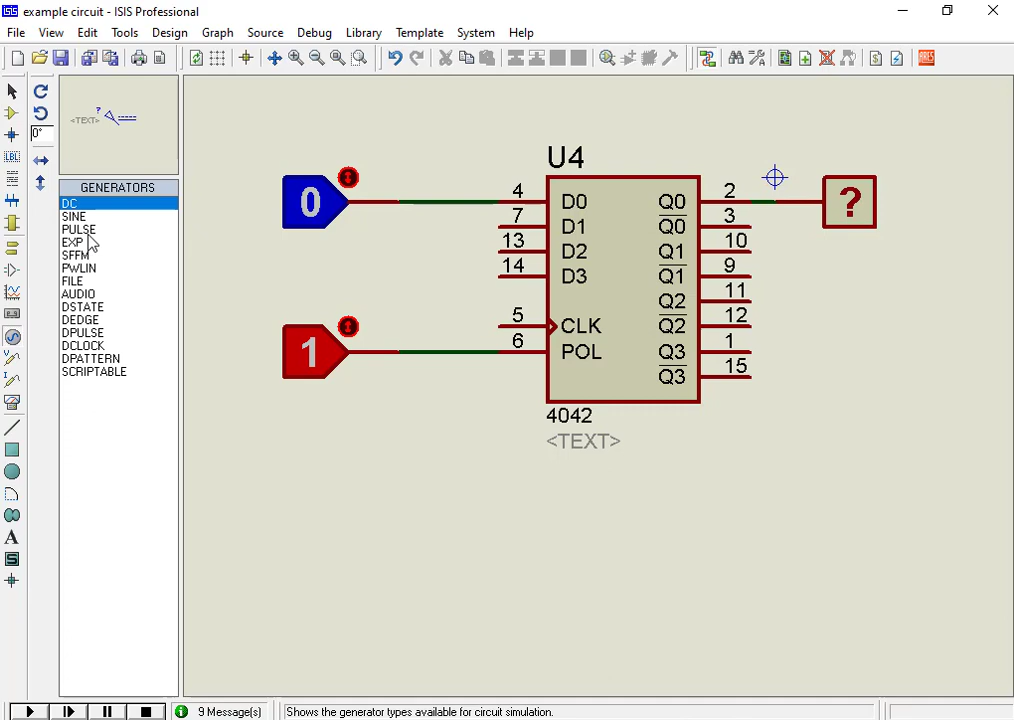 example circuit - ISIS Professional
File View Edit Tools Design Graph Source Debug Library Template System Help
LBL
0°
?
<TEXT>
GENERATORS
DC
SINE
PULSE
EXP
SFFM
PWLIN
FILE
AUDIO
DSTATE
DEDGE
DPULSE
DCLOCK
DPATTERN
SCRIPTABLE
A
S
U4
0
1
4
7
13
14
5
6
D0
D1
D2
D3
CLK
POL
Q0
Q0
Q1
Q1
Q2
Q2
Q3
Q3
2
3
10
9
11
12
1
15
?
4042
<TEXT>
9 Message(s)
Shows the generator types available for circuit simulation.